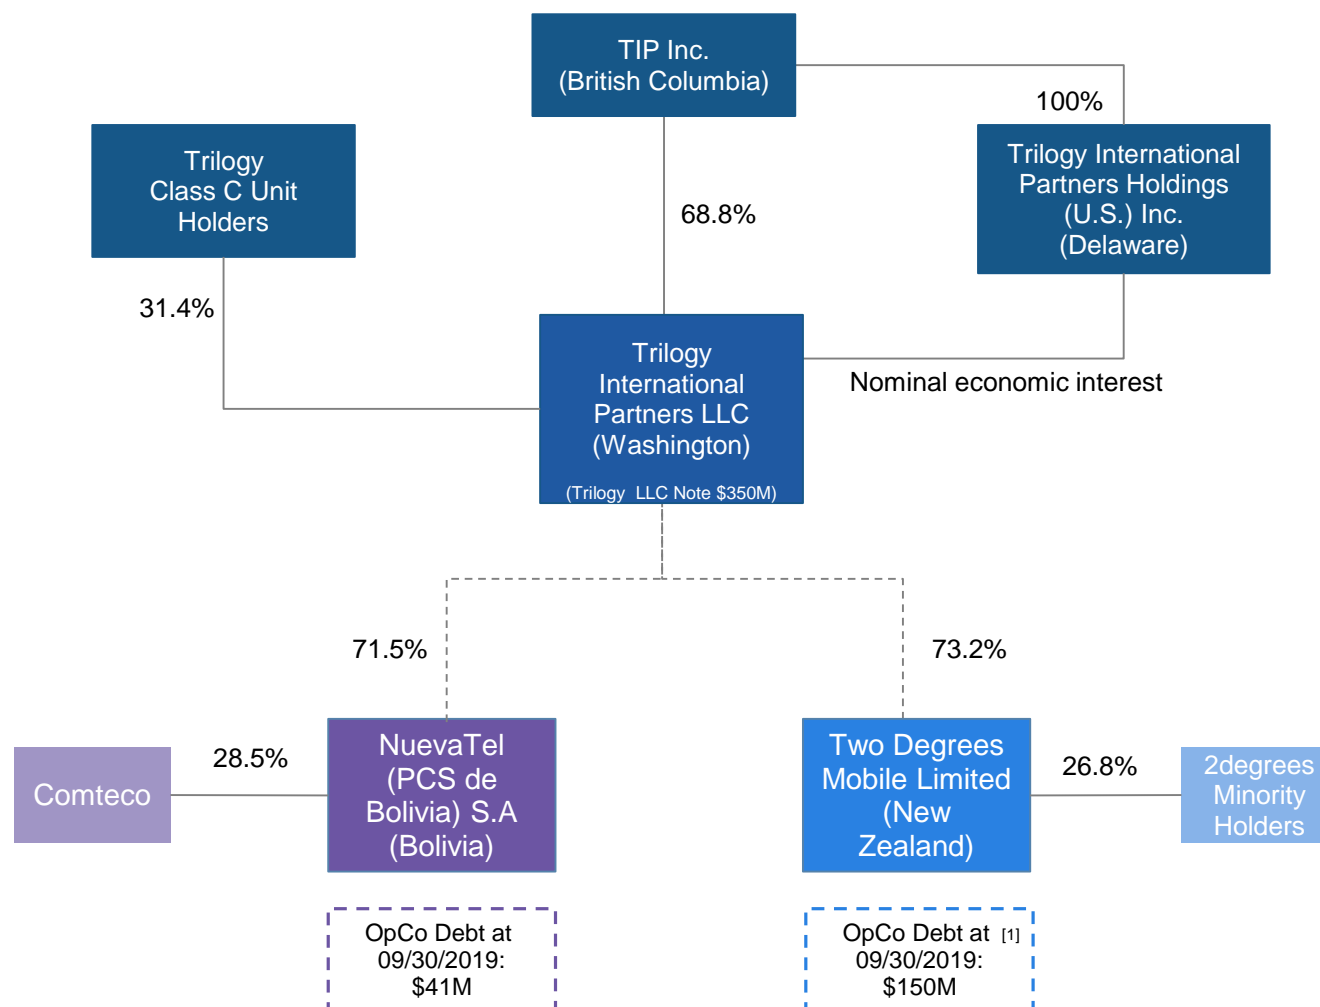 TIP Inc.
(British Columbia)
100%
Trilogy
Class C Unit
Holders
Trilogy International
Partners Holdings
(U.S.) Inc.
(Delaware)
68.8%
31.4%
Trilogy
International
Partners LLC
(Washington)
(Trilogy LLC Note $350M)
Nominal economic interest
71.5%
73.2%
Comteco
28.5%
NuevaTel
(PCS de
Bolivia) S.A
(Bolivia)
Two Degrees
Mobile Limited
(New
Zealand)
26.8%
2degrees
Minority
Holders
OpCo Debt at
09/30/2019:
$41M
OpCo Debt at [1]
09/30/2019:
$150M